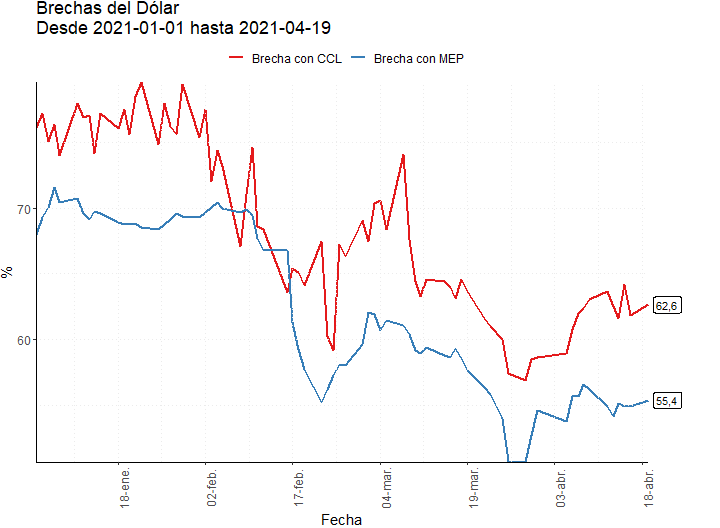 Brechas del Dólar
Desde 2021-01-01 hasta 2021-04-19
Brecha con CCL
Brecha con MEP
%
70
60
62,6
55,4
18-ene.
02-feb.
17-feb.
04-mar.
19-mar.
03-abr.
18-abr.
Fecha